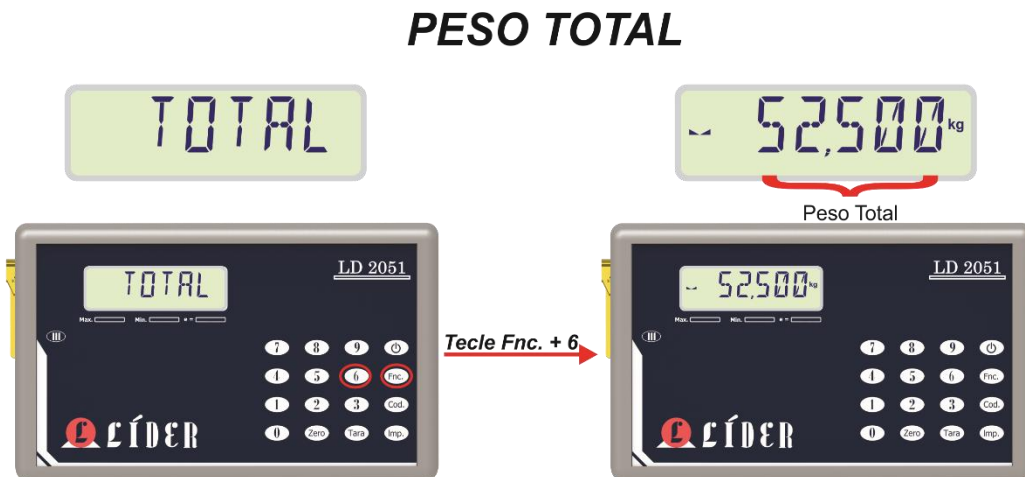 PESO TOTAL
TOTAL
52,500 kg
Peso Total
LD 2051
TOTAL
Max. Min. e =
7 8 9
4 5 6 Fnc.
1 2 3 Cod.
0 Zero Tara Imp.
L LÍDER
Tecle Fnc. + 6
LD 2051
52,500 kg
Max. Min. e =
7 8 9
4 5 6 Fnc.
1 2 3 Cod.
0 Zero Tara Imp.
L LÍDER